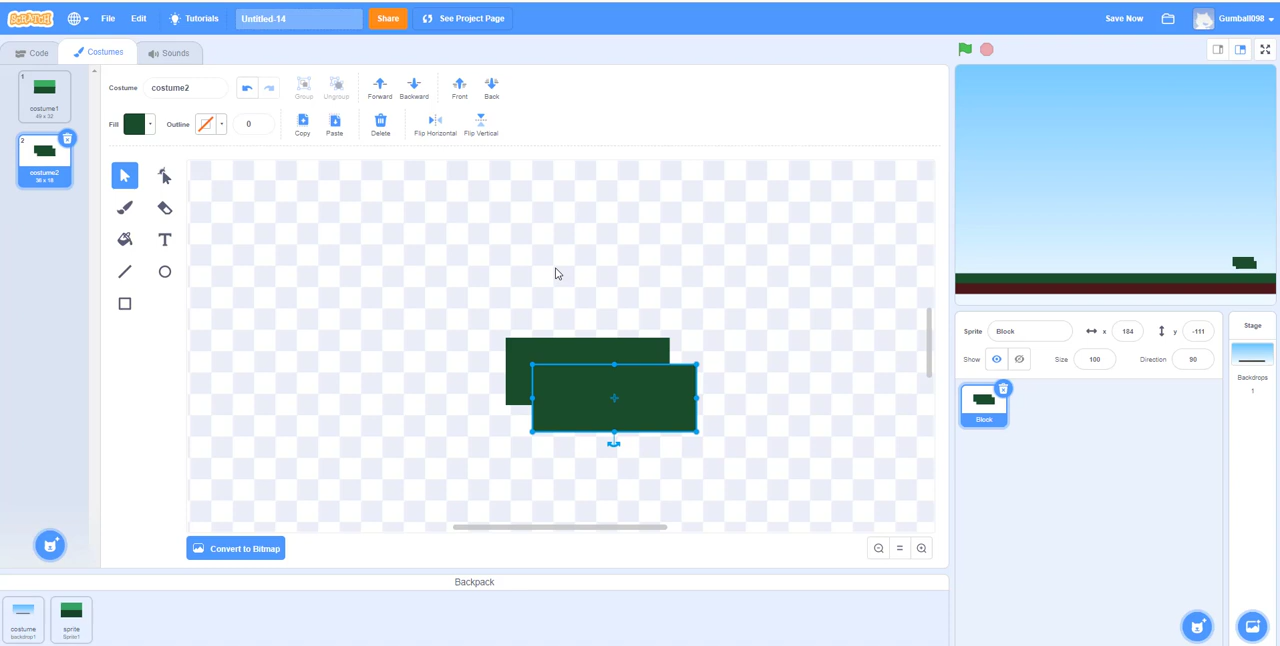 SCRATCH File Edit Tutorials Untitled-14 Share See Project Page Save Now Gumball098
Code Costumes Sounds
1
costume1
49 x 32
2
costume2
36 x 18
Costume costume2 Group Ungroup Forward Backward Front Back
Fill Outline 0 Copy Paste Delete Flip Horizontal Flip Vertical
Convert to Bitmap
Backpack
costume
backdrop1
sprite
Sprite1
Sprite Block x 184 y -111
Show Size 100 Direction 90
Block
Stage
Backdrops
1